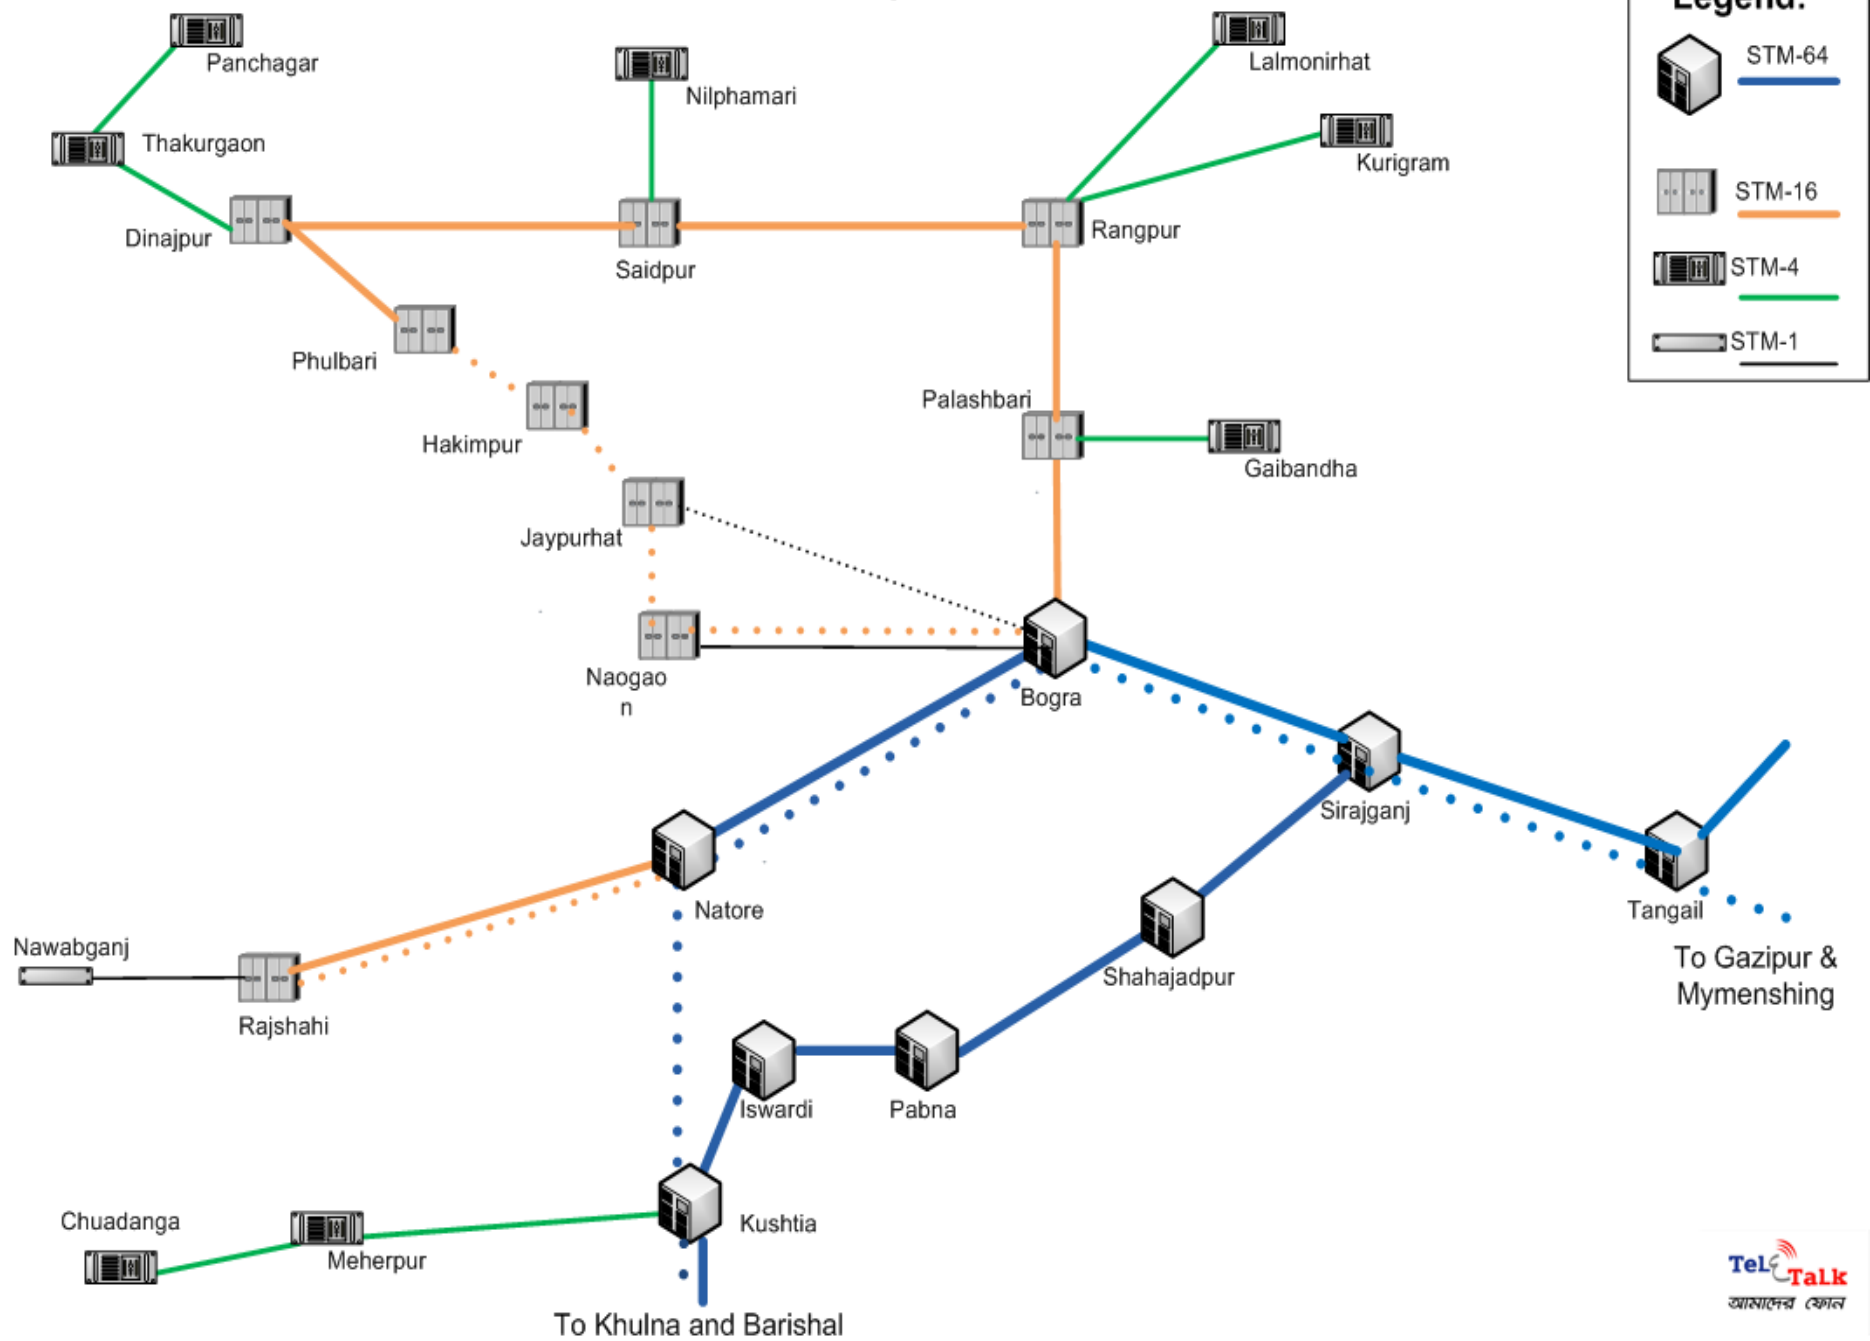 Legend:
Panchagar
Lalmonirhat
STM-64
Nilphamari
Thakurgaon
Kurigram
STM-16
Dinajpur
Rangpur
Saidpur
STM-4
STM-1
Phulbari
Palashbari
Hakimpur
Gaibandha
Jaypurhat
Naogao
n
Bogra
Sirajganj
Natore
Tangail
Nawabganj
To Gazipur &
Mymenshing
Shahajadpur
Rajshahi
Iswardi
Pabna
Chuadanga
Kushtia
Meherpur
TeleTalk
আমাদের ফোন
To Khulna and Barishal